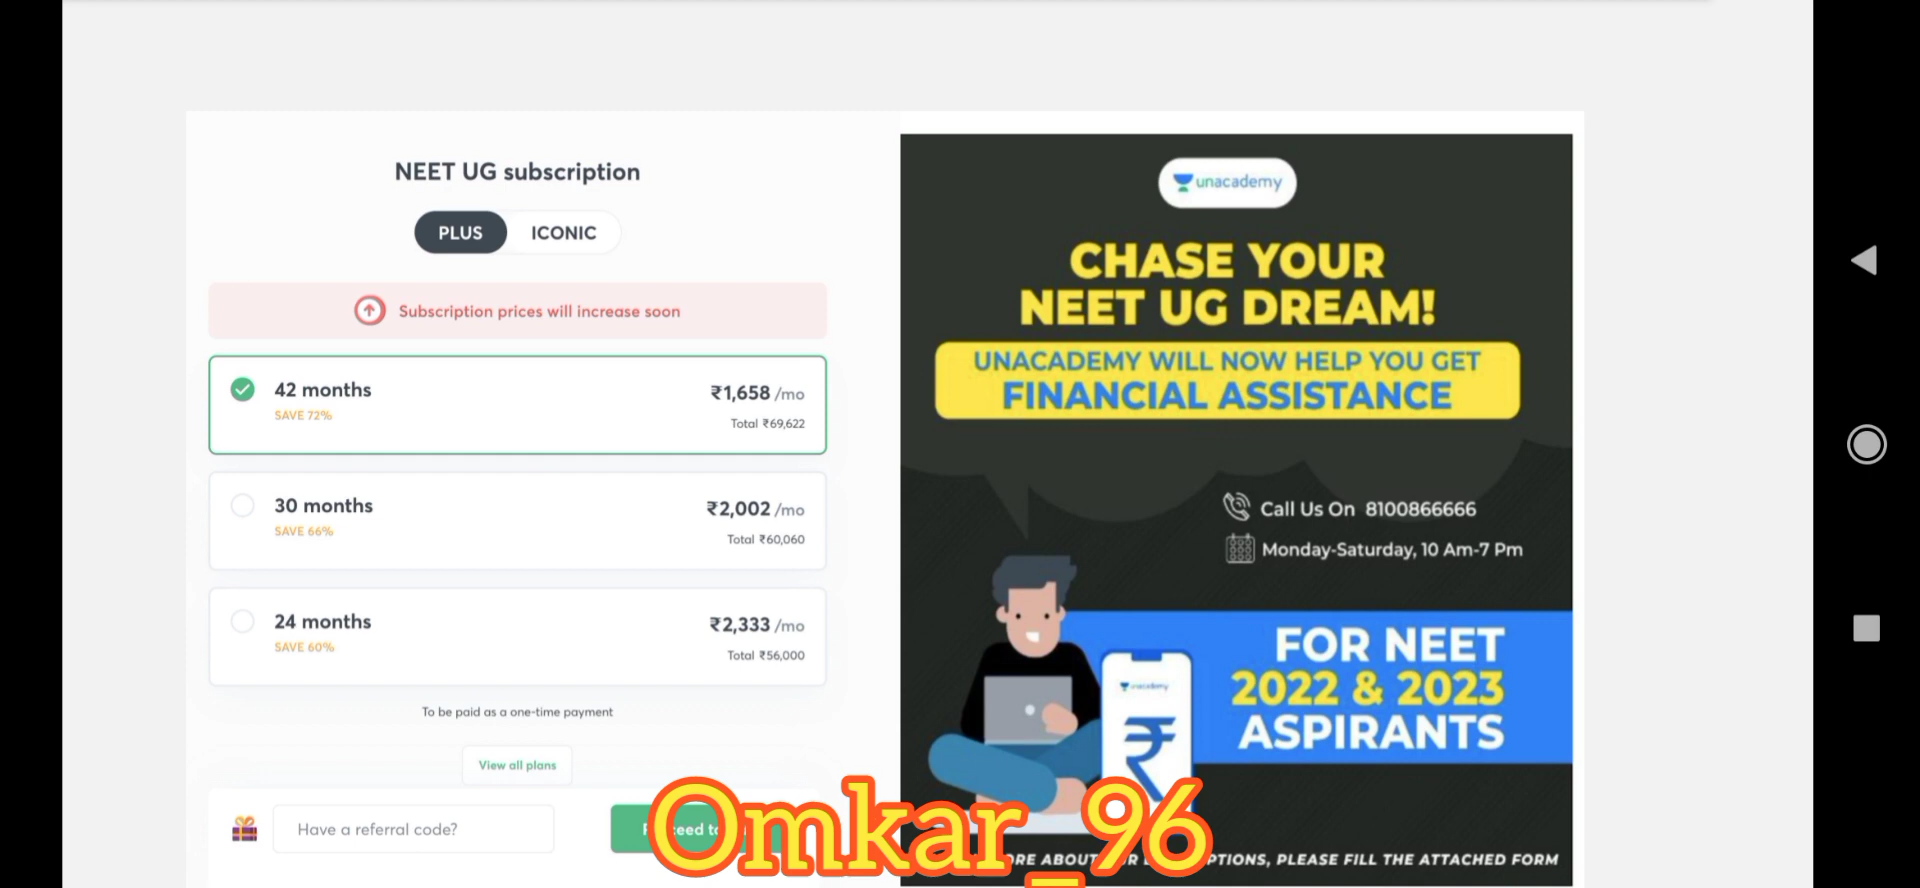 NEET UG subscription
PLUS ICONIC
Subscription prices will increase soon
42 months ₹1,658 /mo
SAVE 72% Total ₹69,622
30 months ₹2,002 /mo
SAVE 66% Total ₹60,060
24 months ₹2,333 /mo
SAVE 60% Total ₹56,000
To be paid as a one-time payment
View all plans
Have a referral code?
Omkar_96
unacademy
CHASE YOUR
NEET UG DREAM!
UNACADEMY WILL NOW HELP YOU GET
FINANCIAL ASSISTANCE
Call Us On 8100866666
Monday-Saturday, 10 Am-7 Pm
FOR NEET
2022 & 2023
ASPIRANTS
unacademy
₹
ABOUT PLEASE FILL THE ATTACHED FORM